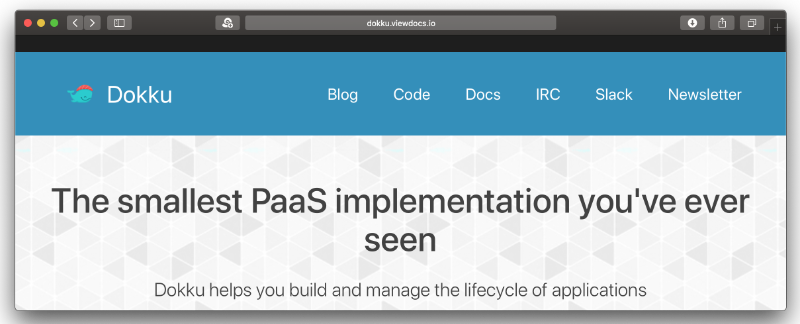 dokku.viewdocs.io
Dokku Blog Code Docs IRC Slack Newsletter
The smallest PaaS implementation you've ever
seen
Dokku helps you build and manage the lifecycle of applications